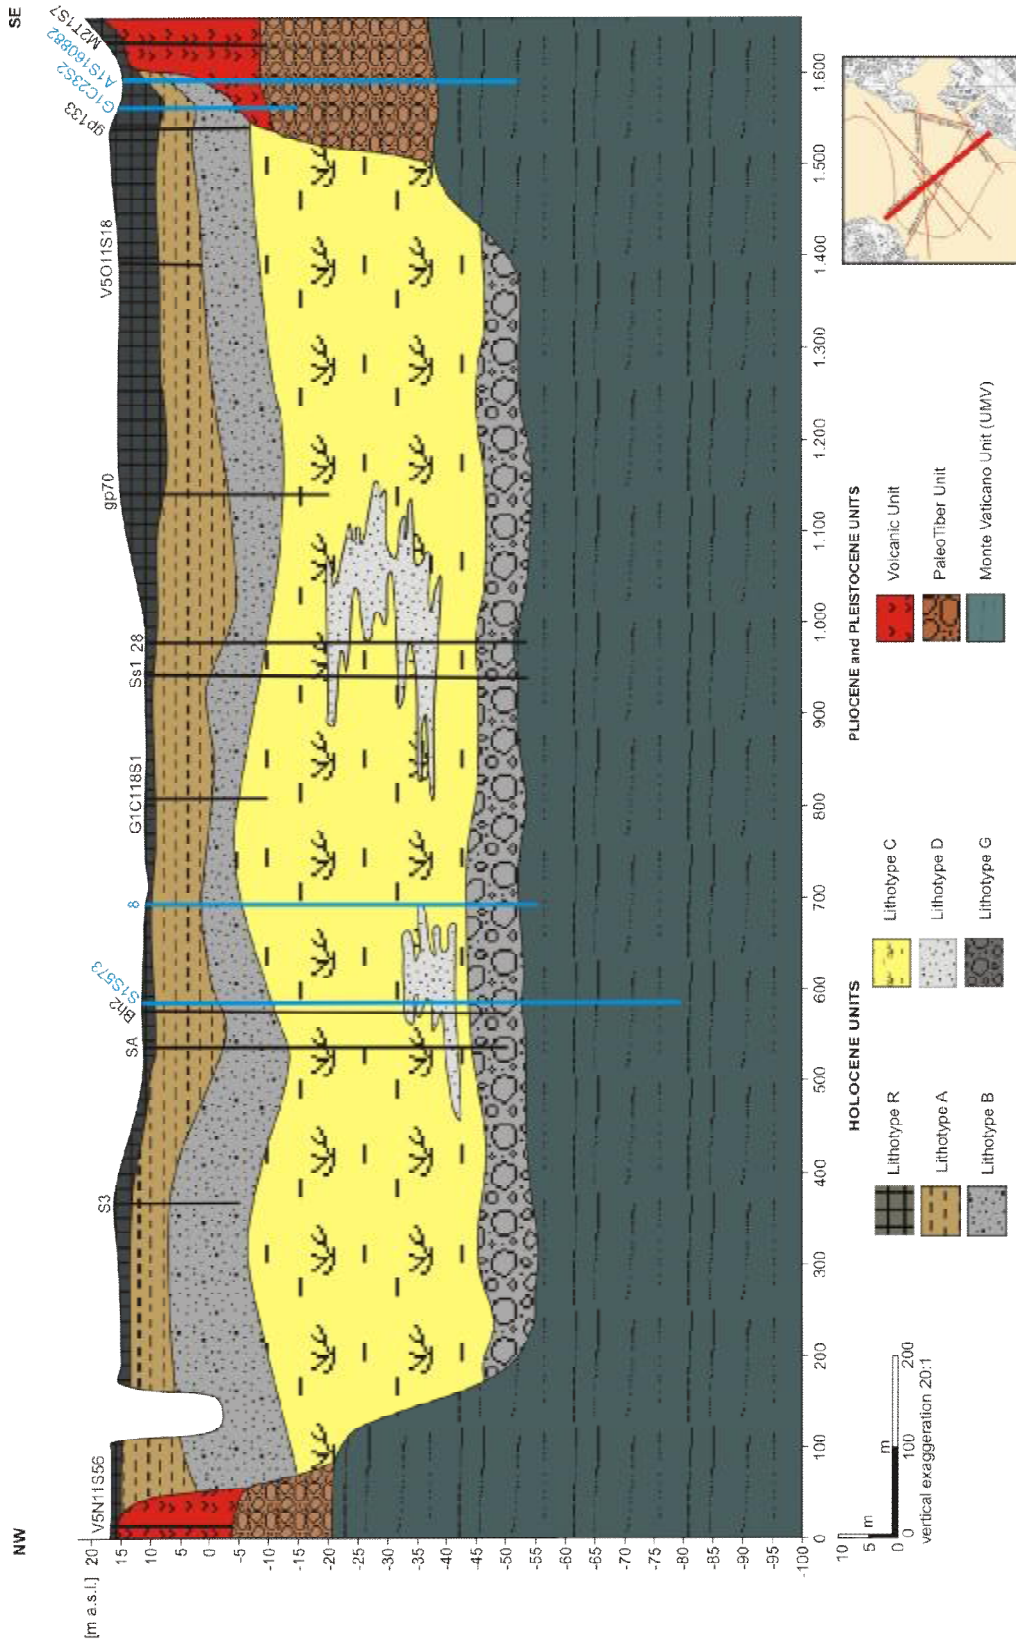 NW
SE
V5N11S56
S3
SA
Bh2
S1S573
8
G1C118S1
Ss1_28
gp70
V5O11S18
gp133
G1C23S2
A1S160882
M2T1S7
[m a.s.l.]
20
15
10
5
0
-5
-10
-15
-20
-25
-30
-35
-40
-45
-50
-55
-60
-65
-70
-75
-80
-85
-90
-95
-100
0
100
200
300
400
500
600
700
800
900
1.000
1.100
1.200
1.300
1.400
1.500
1.600
10
5
0
m
0
100
200
m
vertical exaggeration 20:1
HOLOCENE UNITS
Lithotype R
Lithotype A
Lithotype B
Lithotype C
Lithotype D
Lithotype G
PLIOCENE and PLEISTOCENE UNITS
Volcanic Unit
PaleoTiber Unit
Monte Vaticano Unit (UMV)